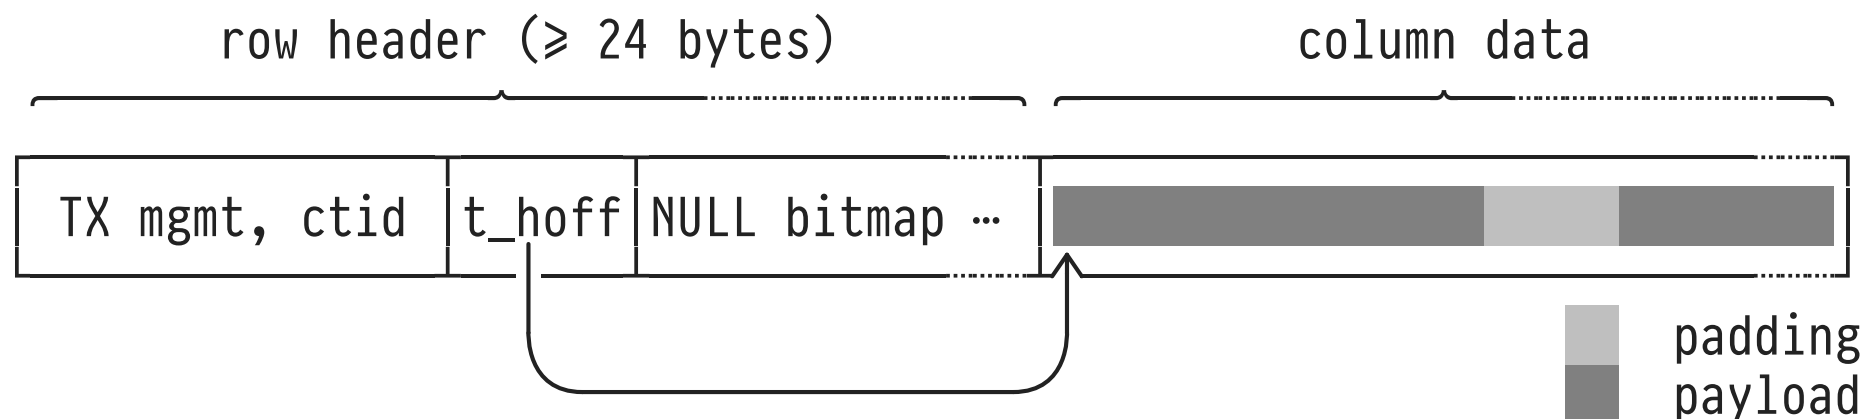 row header (⩾ 24 bytes) column data
TX mgmt, ctid t_hoff NULL bitmap ⋯
padding
payload